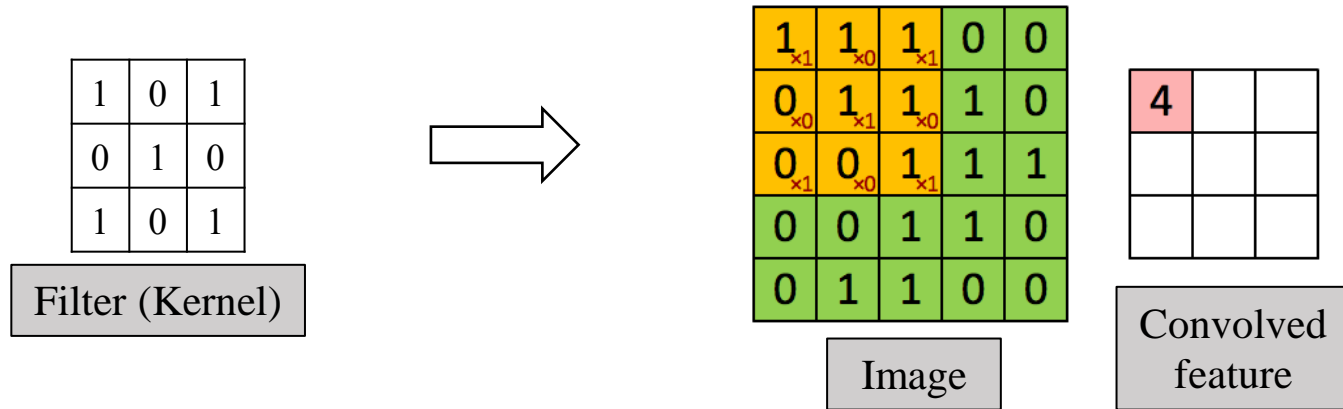 1 0 1
0 1 0
1 0 1
Filter (Kernel)
1×1 1×0 1×1 0 0
0×0 1×1 1×0 1 0
0×1 0×0 1×1 1 1
0 0 1 1 0
0 1 1 0 0
Image
4
Convolved
feature